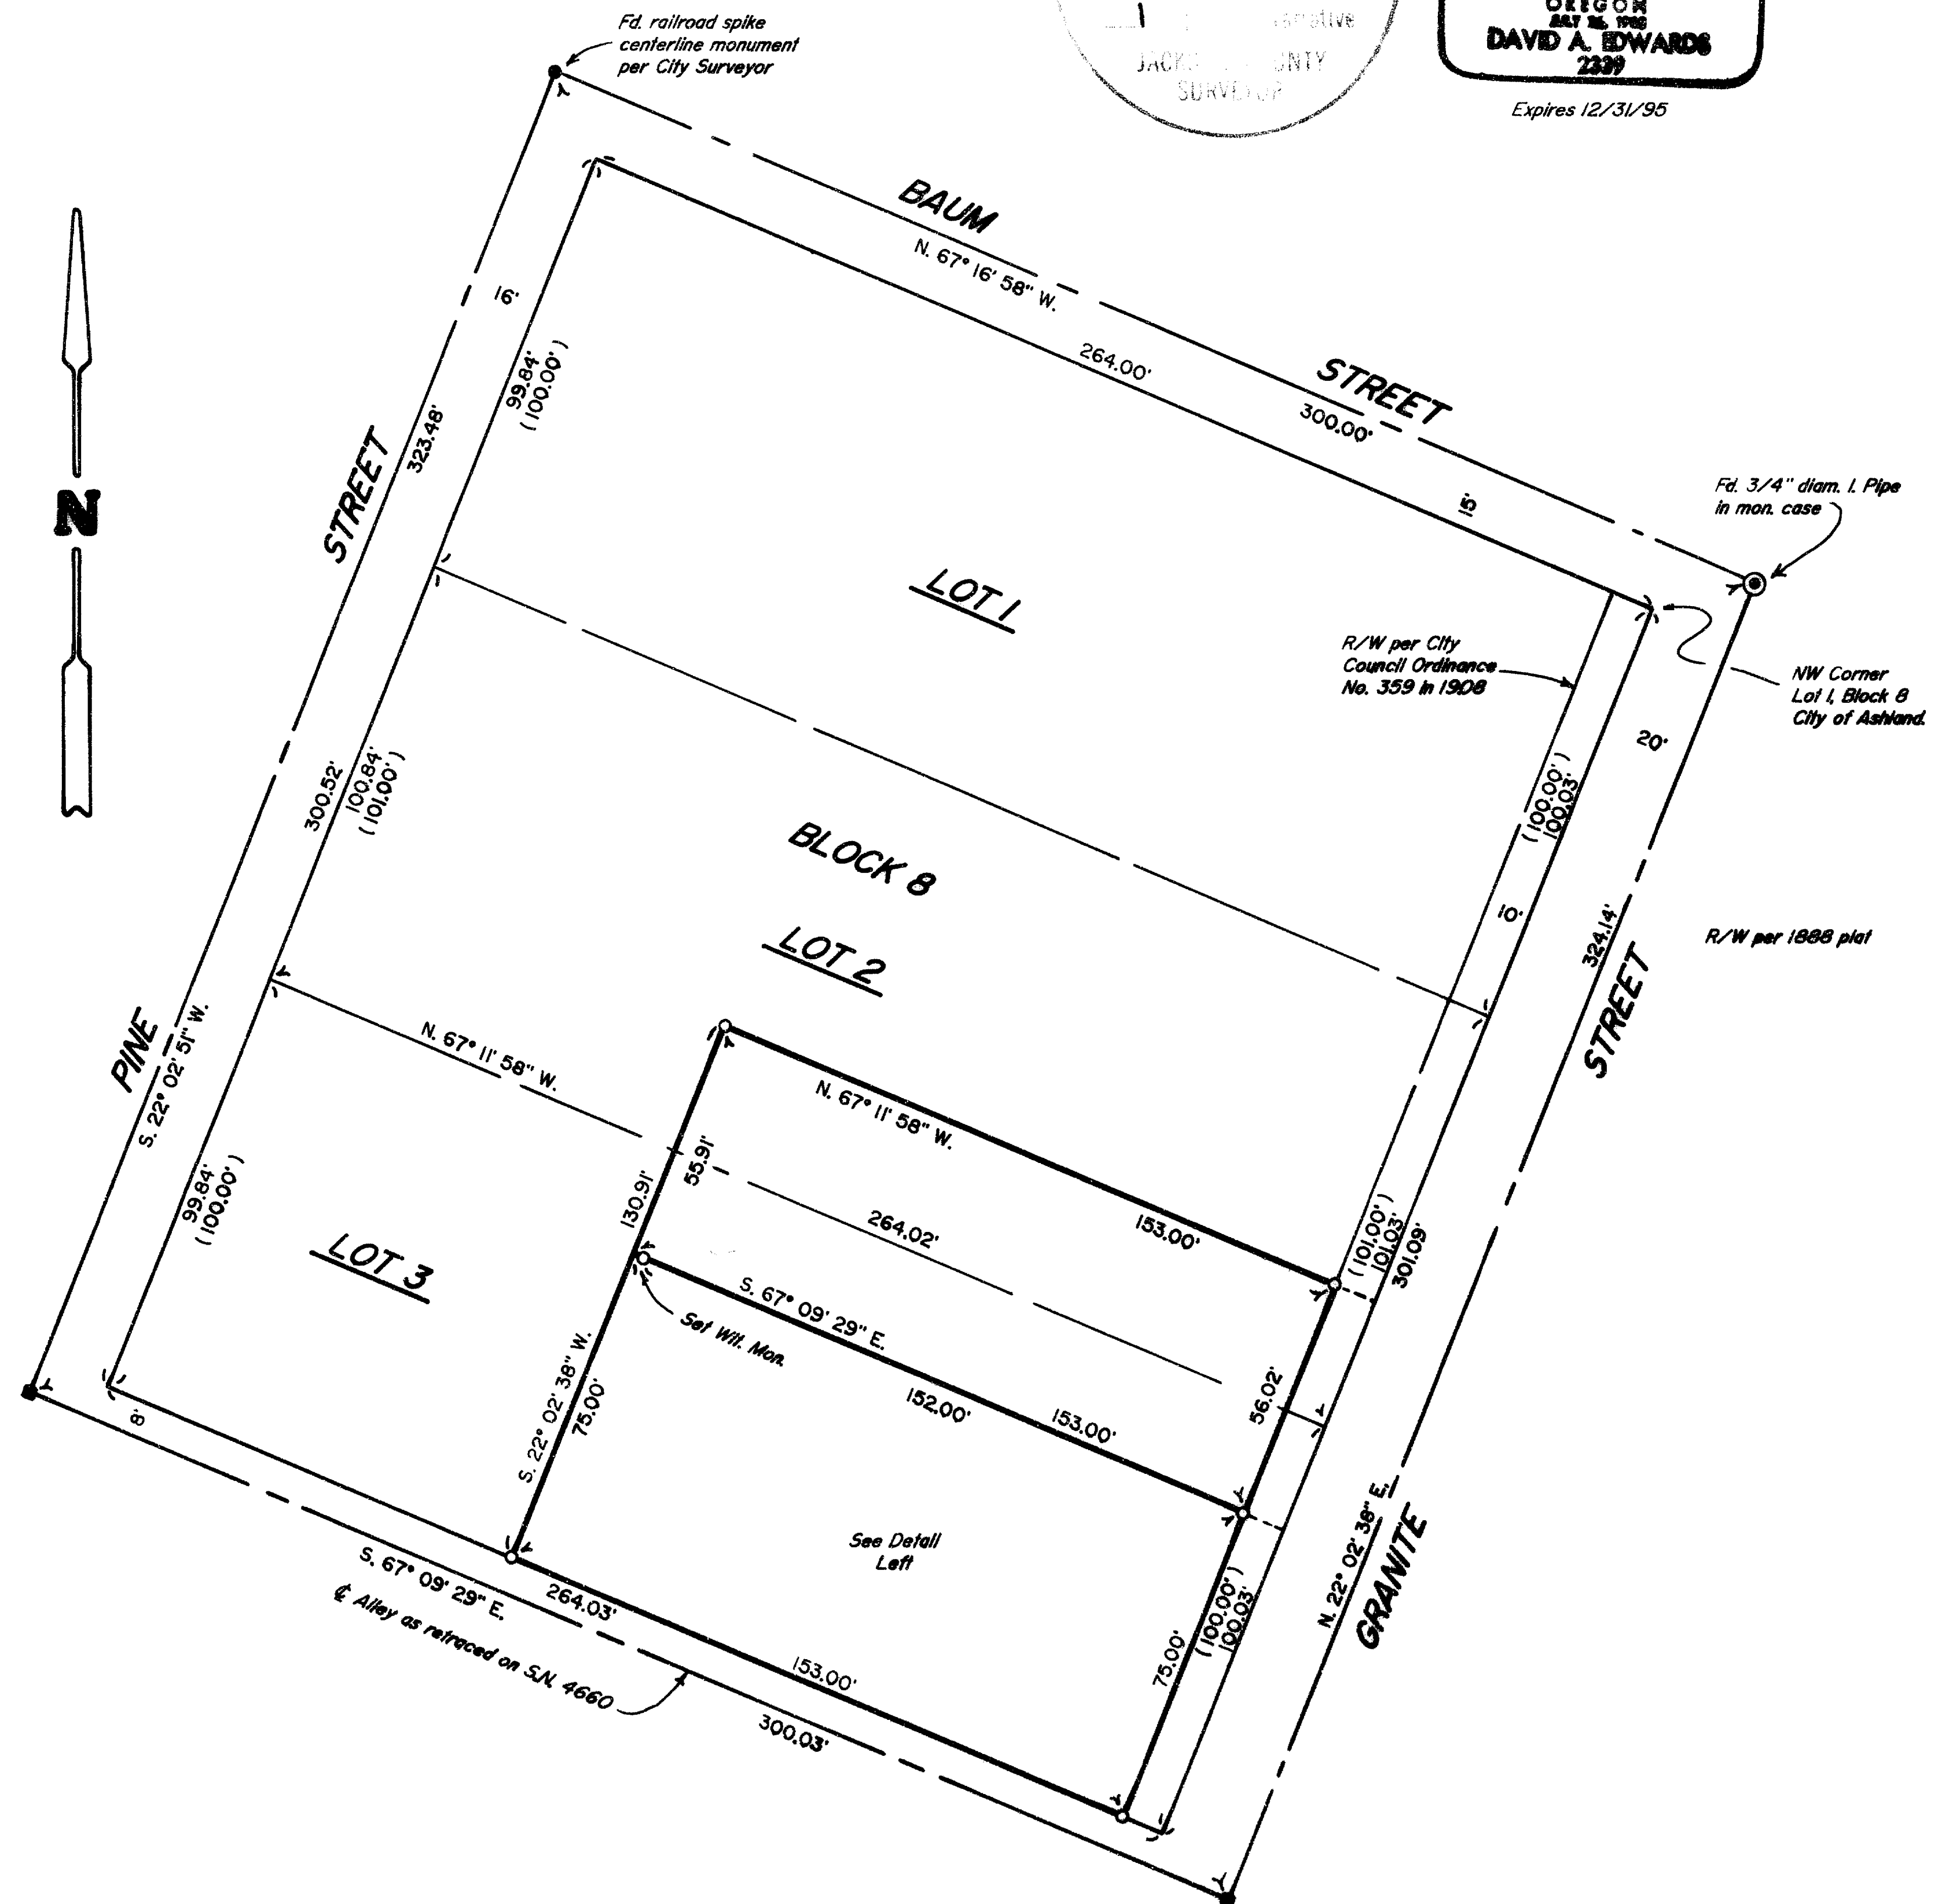 Fd. railroad spike
centerline monument
per City Surveyor
SURVEYOR
OREGON
DAVID A. EDWARDS
2339
Expires 12/31/95
BAUM
N. 67° 16' 58" W.
264.00'
STREET
300.00'
15'
16'
99.84'
(100.00')
323.48'
STREET
N
Fd. 3/4" diam. I. Pipe
in mon. case
LOT 1
R/W per City
Council Ordinance
No. 359 in 1908
NW Corner
Lot 1, Block 8
City of Ashland.
20'
(100.00')
100.03'
300.52'
100.84'
(101.00')
BLOCK 8
10'
LOT 2
324.14'
R/W per 1888 plat
STREET
PINE
S. 22° 02' 51" W.
N. 67° 11' 58" W.
N. 67° 11' 58" W.
55.91'
130.91'
99.84'
(100.00')
264.02'
153.00'
(101.00')
101.03'
301.09'
LOT 3
S. 67° 09' 29" E.
Set Wit. Mon.
S. 22° 02' 38" W.
75.00'
152.00'
153.00'
56.02'
8'
N. 22° 02' 38" E.
GRANITE
See Detail
Left
S. 67° 09' 29" E.
264.03'
℄ Alley as retraced on S.N. 4660
(100.00')
100.03'
75.00'
153.00'
300.03'